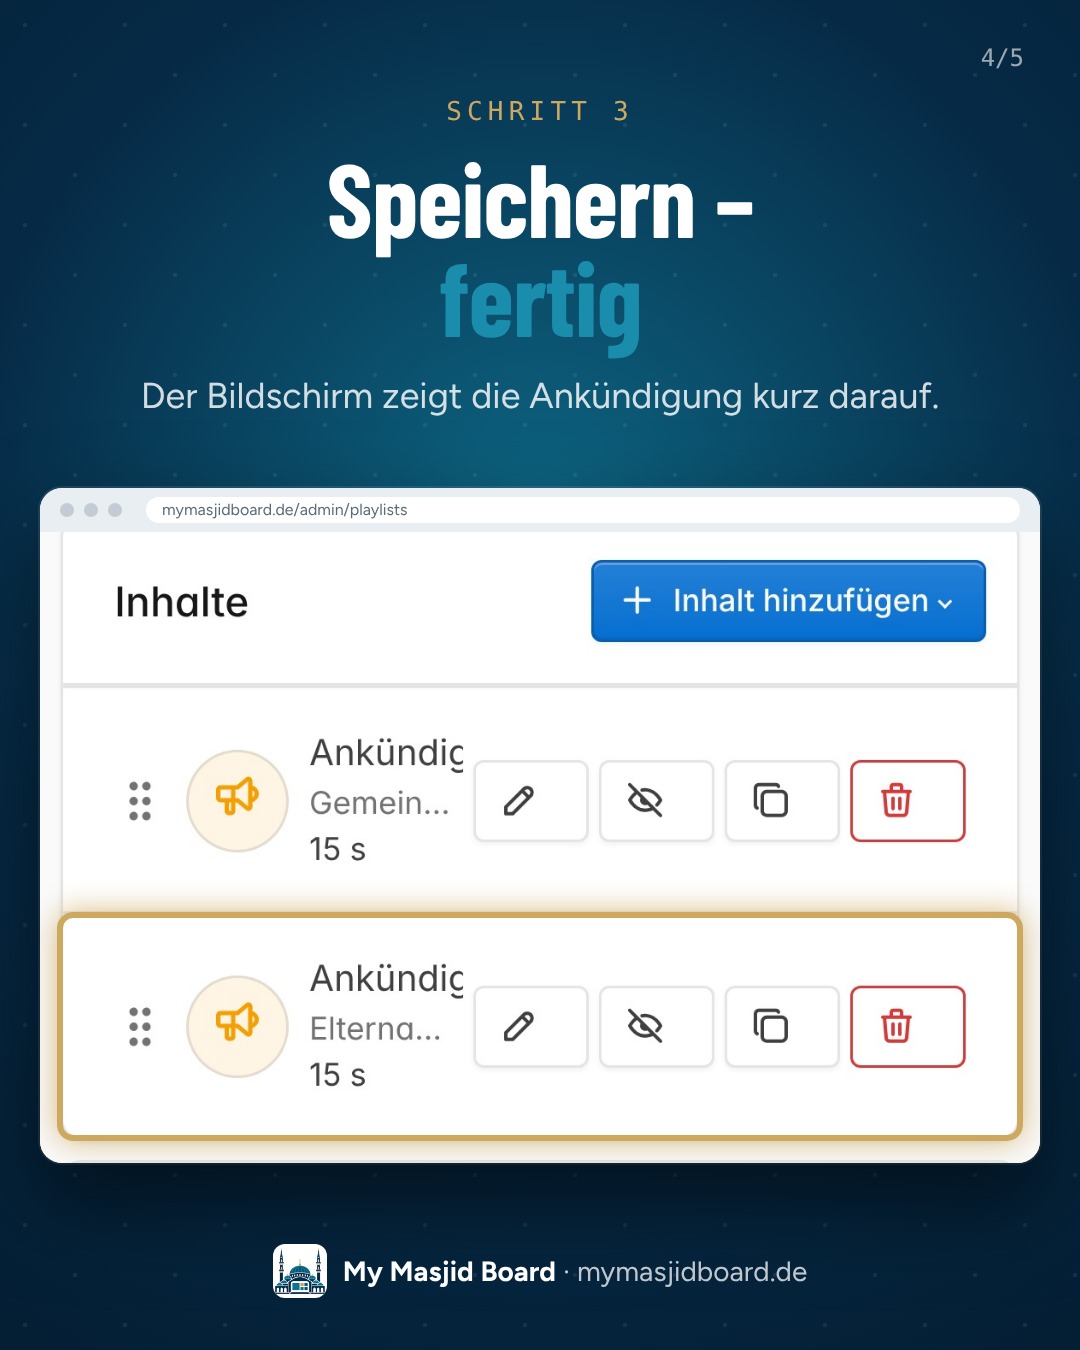 4/5
SCHRITT 3
Speichern –
fertig
Der Bildschirm zeigt die Ankündigung kurz darauf.
mymasjidboard.de/admin/playlists
Inhalte
+ Inhalt hinzufügen
Ankündig
Gemein...
15 s
Ankündig
Elterna...
15 s
My Masjid Board · mymasjidboard.de